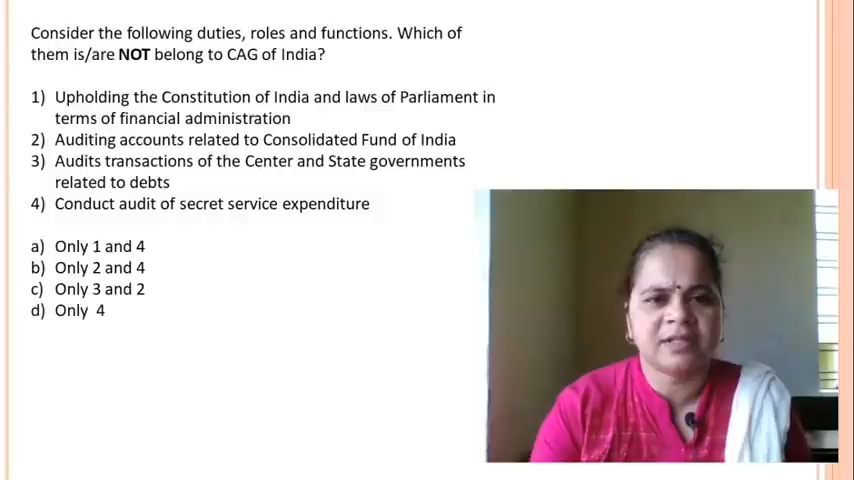 Consider the following duties, roles and functions. Which of
them is/are NOT belong to CAG of India?
1) Upholding the Constitution of India and laws of Parliament in
terms of financial administration
2) Auditing accounts related to Consolidated Fund of India
3) Audits transactions of the Center and State governments
related to debts
4) Conduct audit of secret service expenditure
a) Only 1 and 4
b) Only 2 and 4
c) Only 3 and 2
d) Only 4